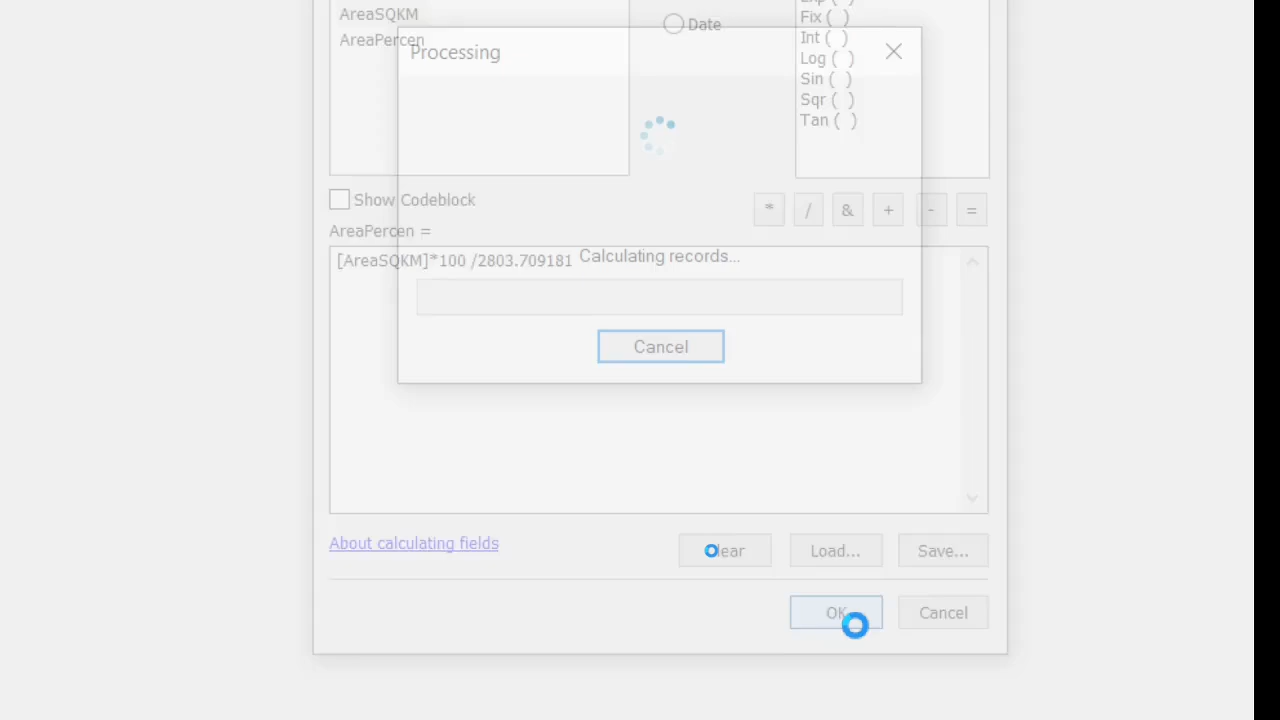 AreaSQKM
AreaPercen
Date
Fix ( )
Int ( )
Log ( )
Sin ( )
Sqr ( )
Tan ( )
Processing
Show Codeblock
* / & + - =
AreaPercen =
[AreaSQKM]*100 /2803.709181
Calculating records...
Cancel
About calculating fields
Clear Load... Save...
OK Cancel